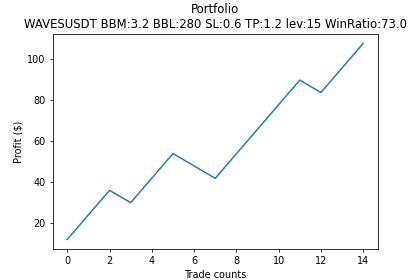 Portfolio
WAVESUSDT BBM:3.2 BBL:280 SL:0.6 TP:1.2 lev:15 WinRatio:73.0
100
80
60
40
20
Profit ($)
0 2 4 6 8 10 12 14
Trade counts